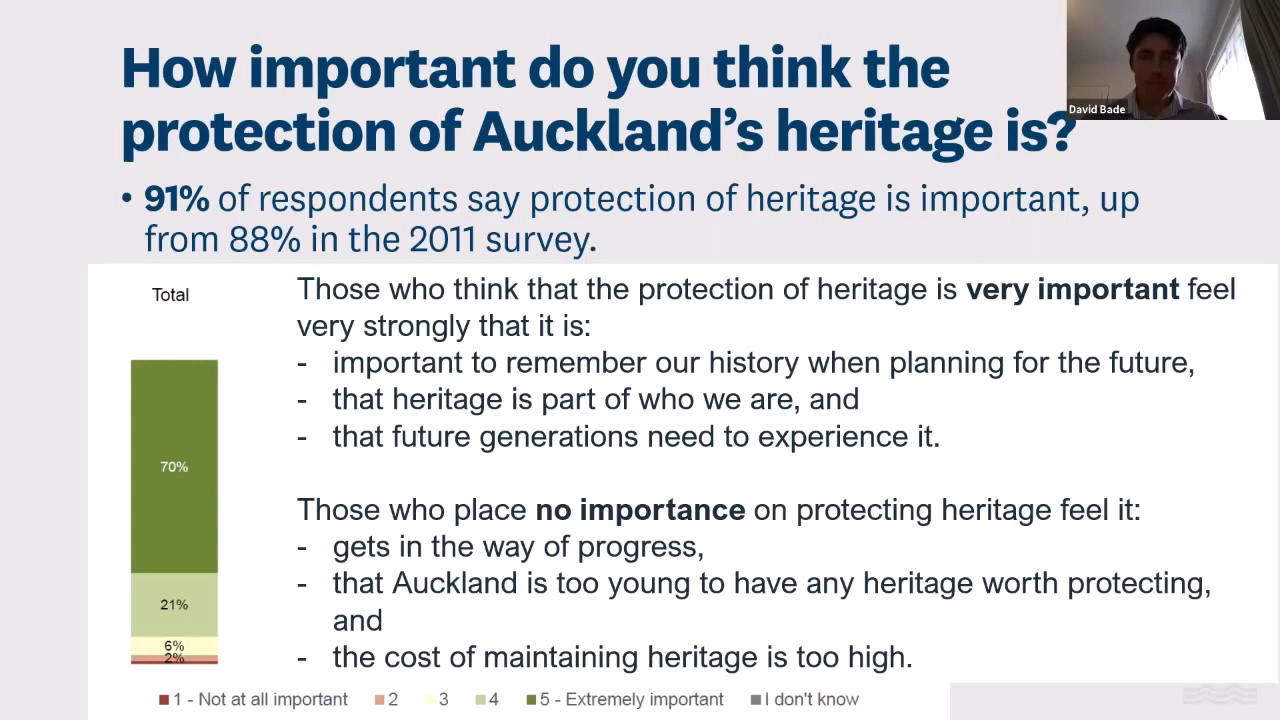 How important do you think the
protection of Auckland's heritage is?
David Bade
• 91% of respondents say protection of heritage is important, up
from 88% in the 2011 survey.
Total
70%
21%
6%
2%
Those who think that the protection of heritage is very important feel
very strongly that it is:
- important to remember our history when planning for the future,
- that heritage is part of who we are, and
- that future generations need to experience it.
Those who place no importance on protecting heritage feel it:
- gets in the way of progress,
- that Auckland is too young to have any heritage worth protecting,
and
- the cost of maintaining heritage is too high.
1 - Not at all important 2 3 4 5 - Extremely important I don't know